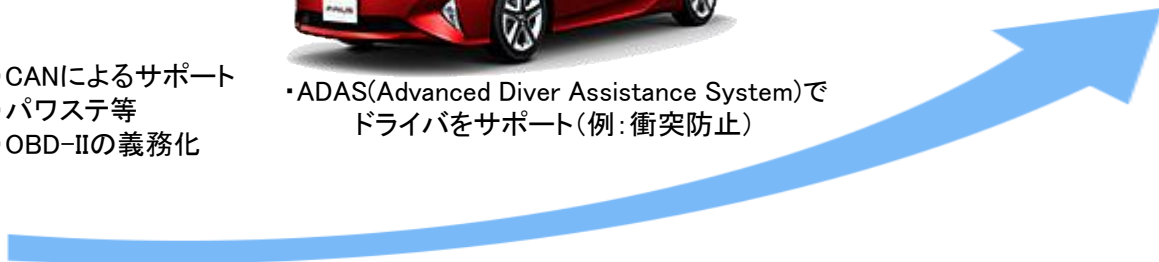 CANによるサポート
パワステ等
OBD-IIの義務化
・ADAS(Advanced Diver Assistance System)で
ドライバをサポート(例:衝突防止)